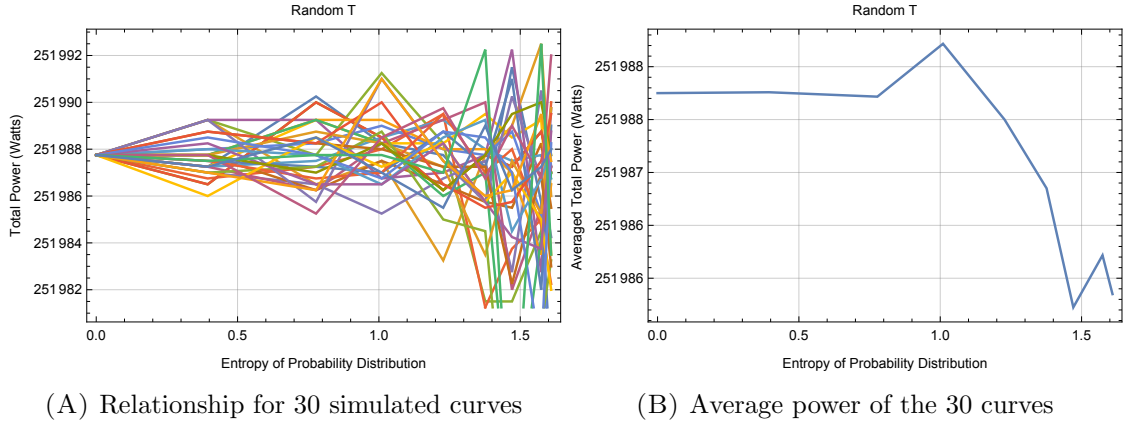 Random T
Total Power (Watts)
251992
251990
251988
251986
251984
251982
0.0 0.5 1.0 1.5
Entropy of Probability Distribution
(A) Relationship for 30 simulated curves
Random T
Averaged Total Power (Watts)
251988
251988
251987
251986
251986
0.0 0.5 1.0 1.5
Entropy of Probability Distribution
(B) Average power of the 30 curves